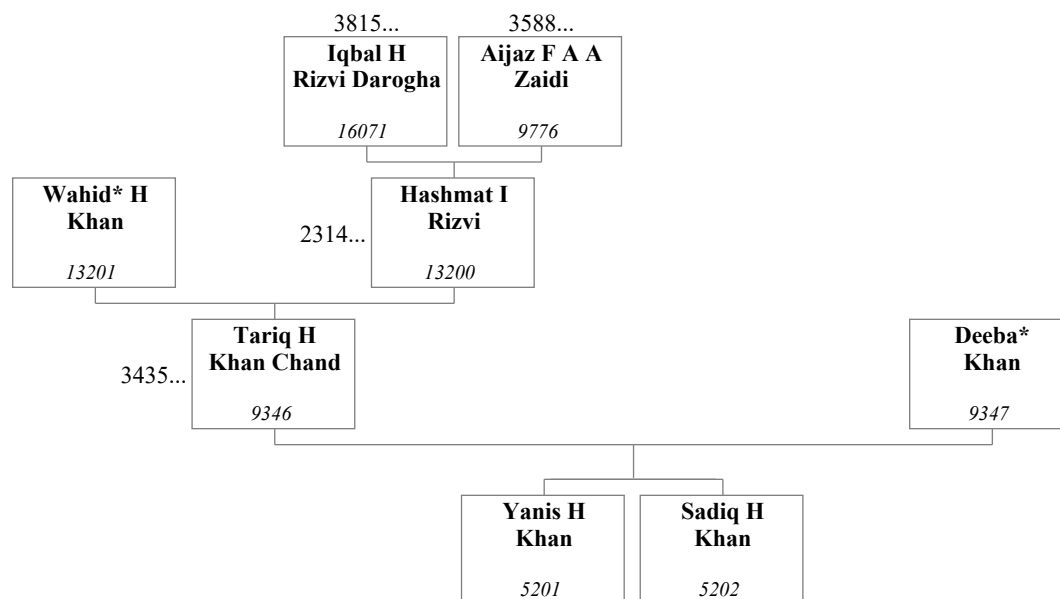 3815...
3588...
Iqbal H
Rizvi Darogha
16071
Aijaz F A A
Zaidi
9776
Wahid* H
Khan
13201
2314...
Hashmat I
Rizvi
13200
3435...
Tariq H
Khan Chand
9346
Deeba*
Khan
9347
Yanis H
Khan
5201
Sadiq H
Khan
5202